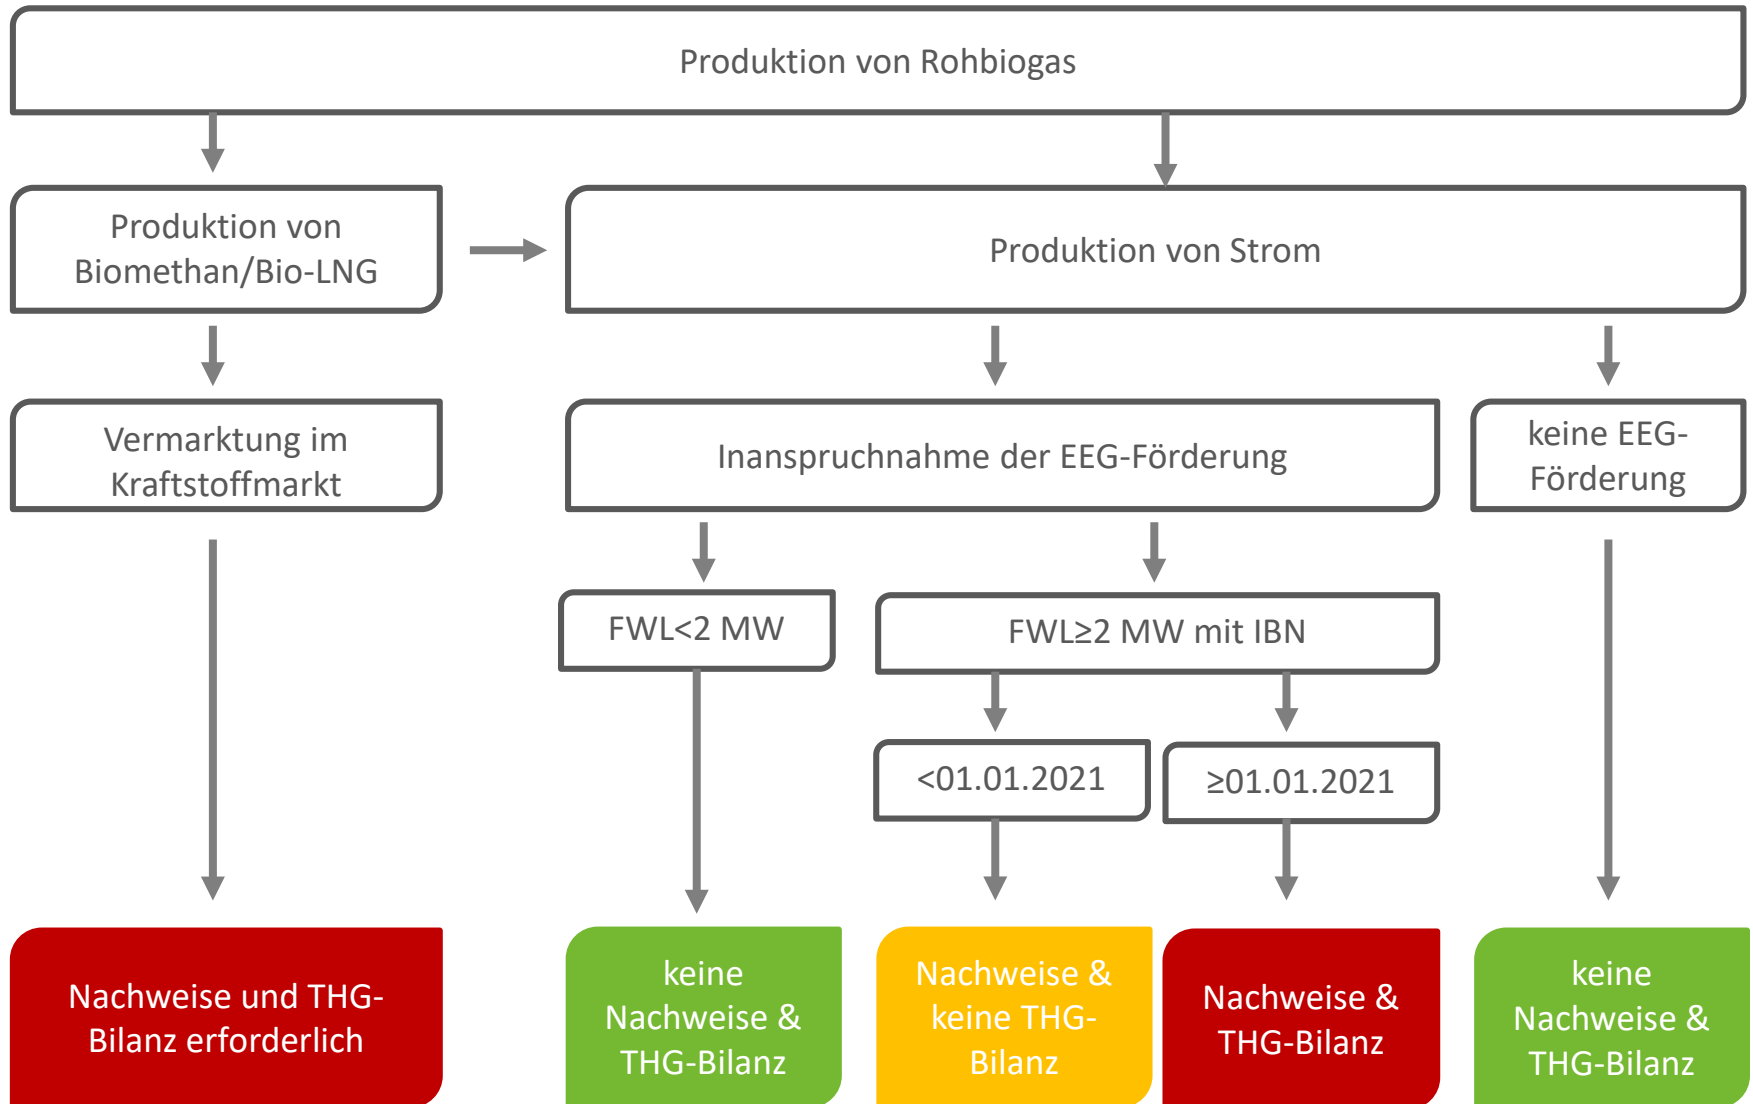 Produktion von Rohbiogas
Produktion von
Biomethan/Bio-LNG
Produktion von Strom
Vermarktung im
Kraftstoffmarkt
Inanspruchnahme der EEG-Förderung
keine EEG-
Förderung
FWL<2 MW
FWL≥2 MW mit IBN
<01.01.2021
≥01.01.2021
Nachweise und THG-
Bilanz erforderlich
keine
Nachweise &
THG-Bilanz
Nachweise &
keine THG-
Bilanz
Nachweise &
THG-Bilanz
keine
Nachweise &
THG-Bilanz